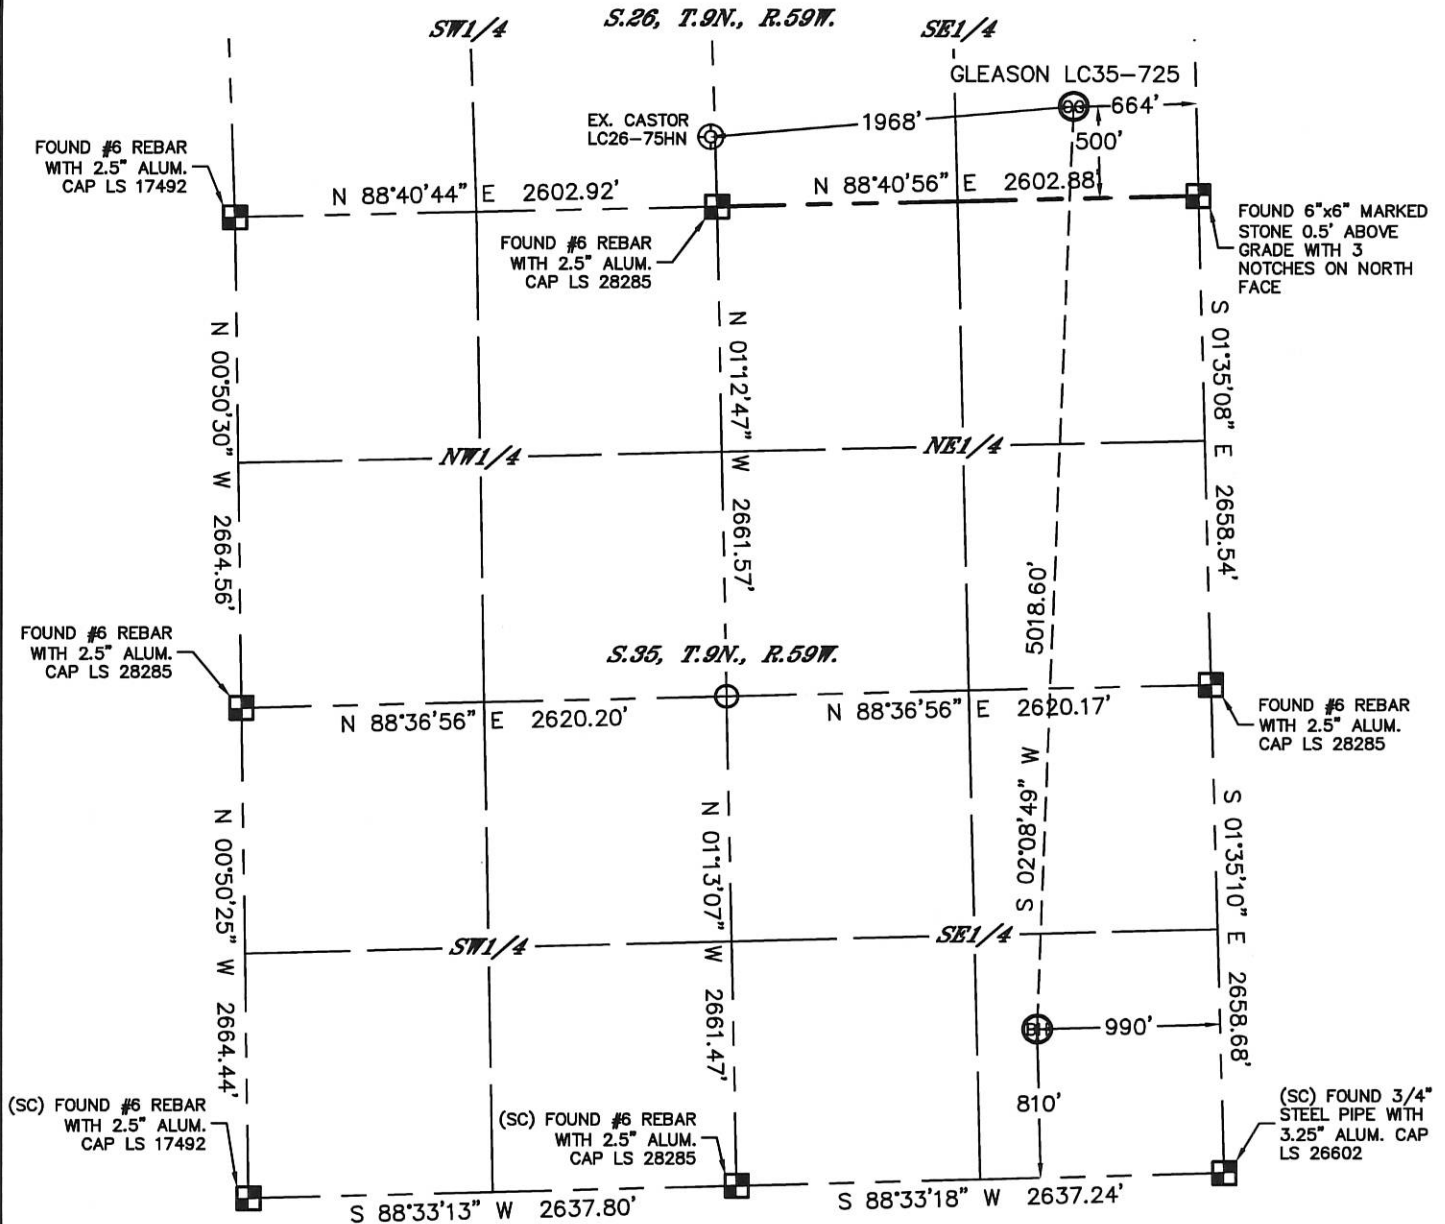 SW1/4
S.26, T.9N., R.59W.
SE1/4
GLEASON LC35-725
664'
1968'
500'
EX. CASTOR
LC26-75HN
FOUND #6 REBAR
WITH 2.5" ALUM.
CAP LS 17492
N 88°40'44" E 2602.92'
N 88°40'56" E 2602.88'
FOUND #6 REBAR
WITH 2.5" ALUM.
CAP LS 28285
FOUND 6"x6" MARKED
STONE 0.5' ABOVE
GRADE WITH 3
NOTCHES ON NORTH
FACE
N 00°50'30" W 2664.56'
N 01°12'47" W 2661.57'
S 01°35'08" E 2658.54'
NW1/4
NE1/4
S 02°08'49" W 5018.60'
FOUND #6 REBAR
WITH 2.5" ALUM.
CAP LS 28285
S.35, T.9N., R.59W.
N 88°36'56" E 2620.20'
N 88°36'56" E 2620.17'
FOUND #6 REBAR
WITH 2.5" ALUM.
CAP LS 28285
N 00°50'25" W 2664.44'
N 01°13'07" W 2661.47'
S 01°35'10" E 2658.68'
SW1/4
SE1/4
BH
990'
810'
(SC) FOUND #6 REBAR
WITH 2.5" ALUM.
CAP LS 17492
(SC) FOUND #6 REBAR
WITH 2.5" ALUM.
CAP LS 28285
(SC) FOUND 3/4"
STEEL PIPE WITH
3.25" ALUM. CAP
LS 26602
S 88°33'13" W 2637.80'
S 88°33'18" W 2637.24'